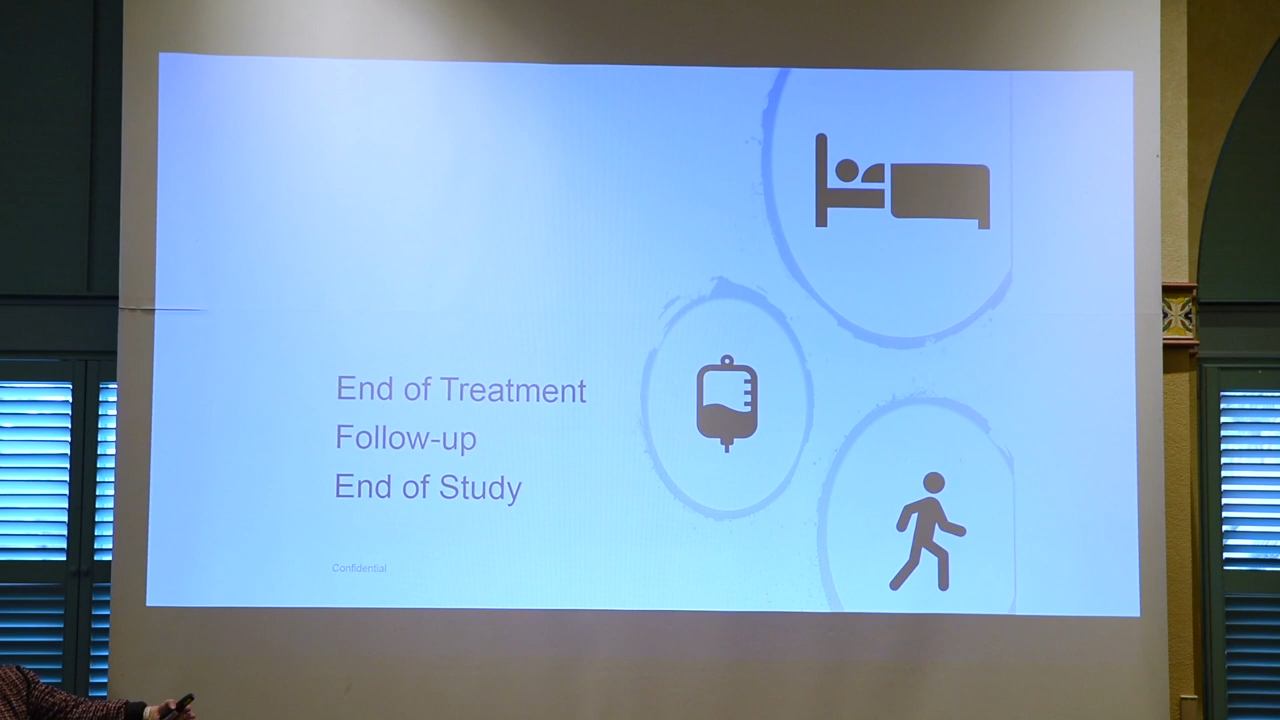 End of Treatment
Follow-up
End of Study
Confidential